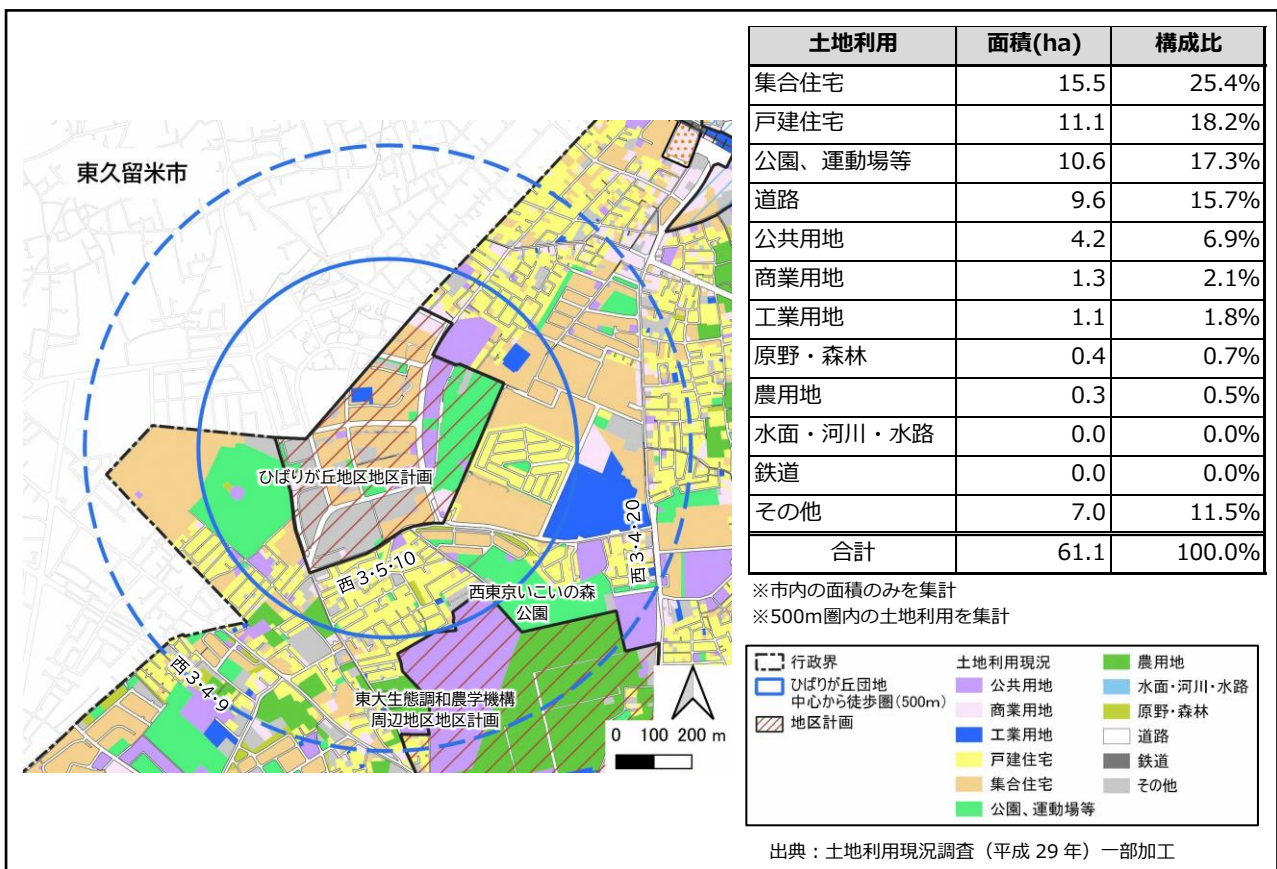 東久留米市
ひばりが丘地区地区計画
西3・5・10
西3・4・20
西東京いこいの森
公園
西3・4・9
東大生態調和農学機構
周辺地区地区計画
0 100 200 m
土地利用 面積(ha) 構成比
集合住宅 15.5 25.4%
戸建住宅 11.1 18.2%
公園、運動場等 10.6 17.3%
道路 9.6 15.7%
公共用地 4.2 6.9%
商業用地 1.3 2.1%
工業用地 1.1 1.8%
原野・森林 0.4 0.7%
農用地 0.3 0.5%
水面・河川・水路 0.0 0.0%
鉄道 0.0 0.0%
その他 7.0 11.5%
合計 61.1 100.0%
※市内の面積のみを集計
※500m圏内の土地利用を集計
行政界
ひばりが丘団地
中心から徒歩圏(500m)
地区計画
土地利用現況
公共用地
商業用地
工業用地
戸建住宅
集合住宅
公園、運動場等
農用地
水面・河川・水路
原野・森林
道路
鉄道
その他
出典：土地利用現況調査（平成 29 年）一部加工